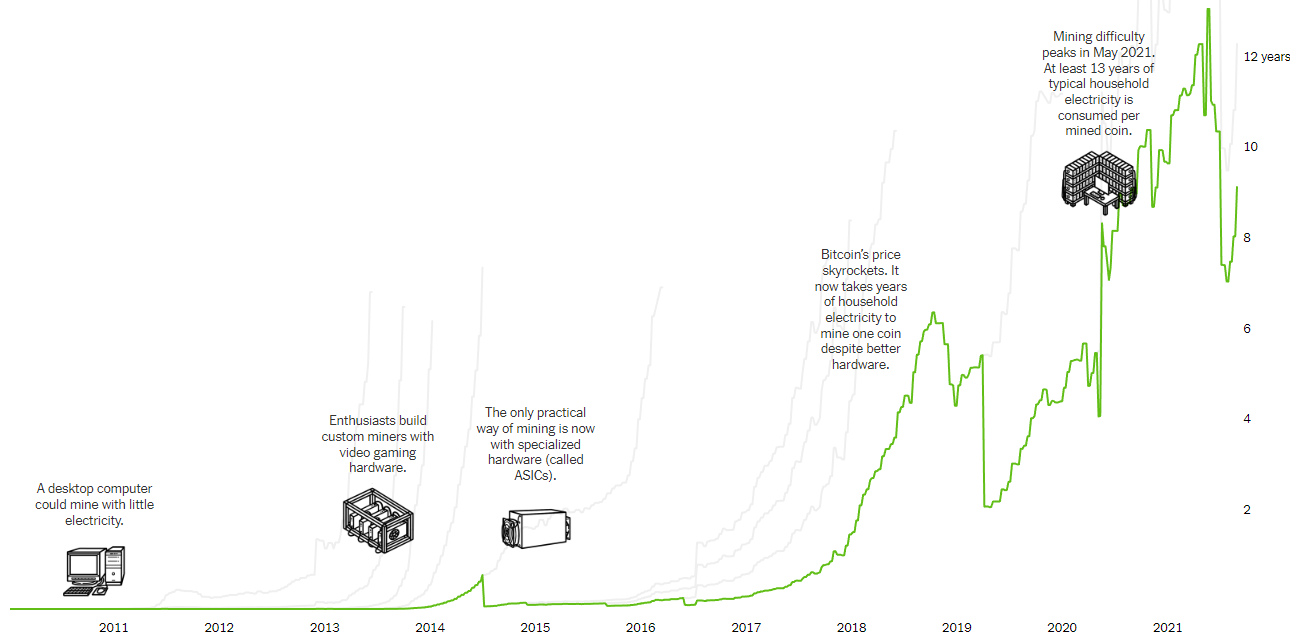 Mining difficulty
peaks in May 2021.
At least 13 years of
typical household
electricity is
consumed per
mined coin.
12 years
10
8
Bitcoin’s price
skyrockets. It
now takes years
of household
electricity to
mine one coin
despite better
hardware.
6
Enthusiasts build
custom miners with
video gaming
hardware.
The only practical
way of mining is now
with specialized
hardware (called
ASICs).
4
A desktop computer
could mine with little
electricity.
2
2011 2012 2013 2014 2015 2016 2017 2018 2019 2020 2021